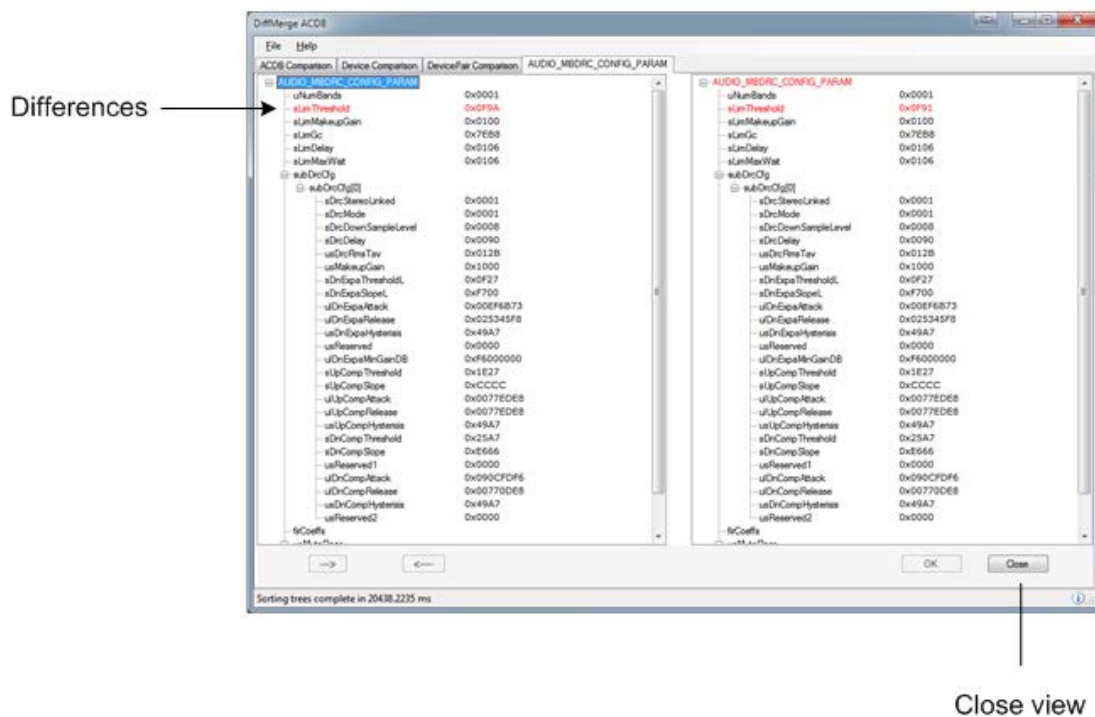 DiffMerge ACDB
File Help
ACDB Comparison Device Comparison DevicePair Comparison AUDIO_MBDRC_CONFIG_PARAM
AUDIO_MBDRC_CONFIG_PARAM AUDIO_MBDRC_CONFIG_PARAM
uNumBands 0x0001 uNumBands 0x0001
Differences sLimThreshold 0x0F9A sLimThreshold 0x0F91
sLimMakeupGain 0x0100 sLimMakeupGain 0x0100
sLimGc 0x7EB8 sLimGc 0x7EB8
sLimDelay 0x0106 sLimDelay 0x0106
sLimMaxWait 0x0106 sLimMaxWait 0x0106
subDrcCfg subDrcCfg
subDrcCfg[0] subDrcCfg[0]
sDrcStereoLinked 0x0001 sDrcStereoLinked 0x0001
sDrcMode 0x0001 sDrcMode 0x0001
sDrcDownSampleLevel 0x0008 sDrcDownSampleLevel 0x0008
sDrcDelay 0x0090 sDrcDelay 0x0090
usDrcRmsTav 0x012B usDrcRmsTav 0x012B
usMakeupGain 0x1000 usMakeupGain 0x1000
sDnExpaThresholdL 0x0F27 sDnExpaThresholdL 0x0F27
sDnExpaSlopeL 0xF700 sDnExpaSlopeL 0xF700
ulDnExpaAttack 0x00EF6B73 ulDnExpaAttack 0x00EF6B73
ulDnExpaRelease 0x025345F8 ulDnExpaRelease 0x025345F8
usDnExpaHysterisis 0x49A7 usDnExpaHysterisis 0x49A7
usReserved 0x0000 usReserved 0x0000
ulDnExpaMinGainDB 0xF6000000 ulDnExpaMinGainDB 0xF6000000
sUpCompThreshold 0x1E27 sUpCompThreshold 0x1E27
sUpCompSlope 0xCCCC sUpCompSlope 0xCCCC
ulUpCompAttack 0x0077EDE8 ulUpCompAttack 0x0077EDE8
ulUpCompRelease 0x0077EDE8 ulUpCompRelease 0x0077EDE8
usUpCompHysterisis 0x49A7 usUpCompHysterisis 0x49A7
sDnCompThreshold 0x25A7 sDnCompThreshold 0x25A7
sDnCompSlope 0xE666 sDnCompSlope 0xE666
usReserved1 0x0000 usReserved1 0x0000
ulDnCompAttack 0x090CFDF6 ulDnCompAttack 0x090CFDF6
ulDnCompRelease 0x00770DE8 ulDnCompRelease 0x00770DE8
usDnCompHysterisis 0x49A7 usDnCompHysterisis 0x49A7
usReserved2 0x0000 usReserved2 0x0000
firCoeffs firCoeffs
--> <-- OK Close
Sorting trees complete in 20438.2235 ms
Close view